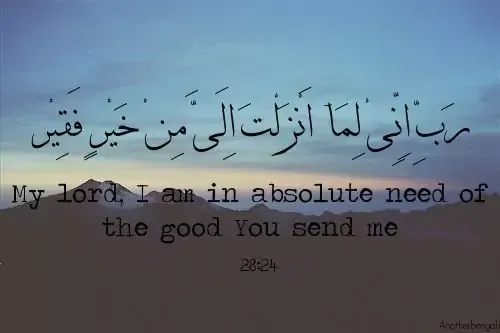 رَبِّ إِنِّى لِمَا أَنزَلْتَ إِلَىَّ مِنْ خَيْرٍ فَقِيرٌ
My lord, I am in absolute need of
the good You send me
28:24
Anotherbengali